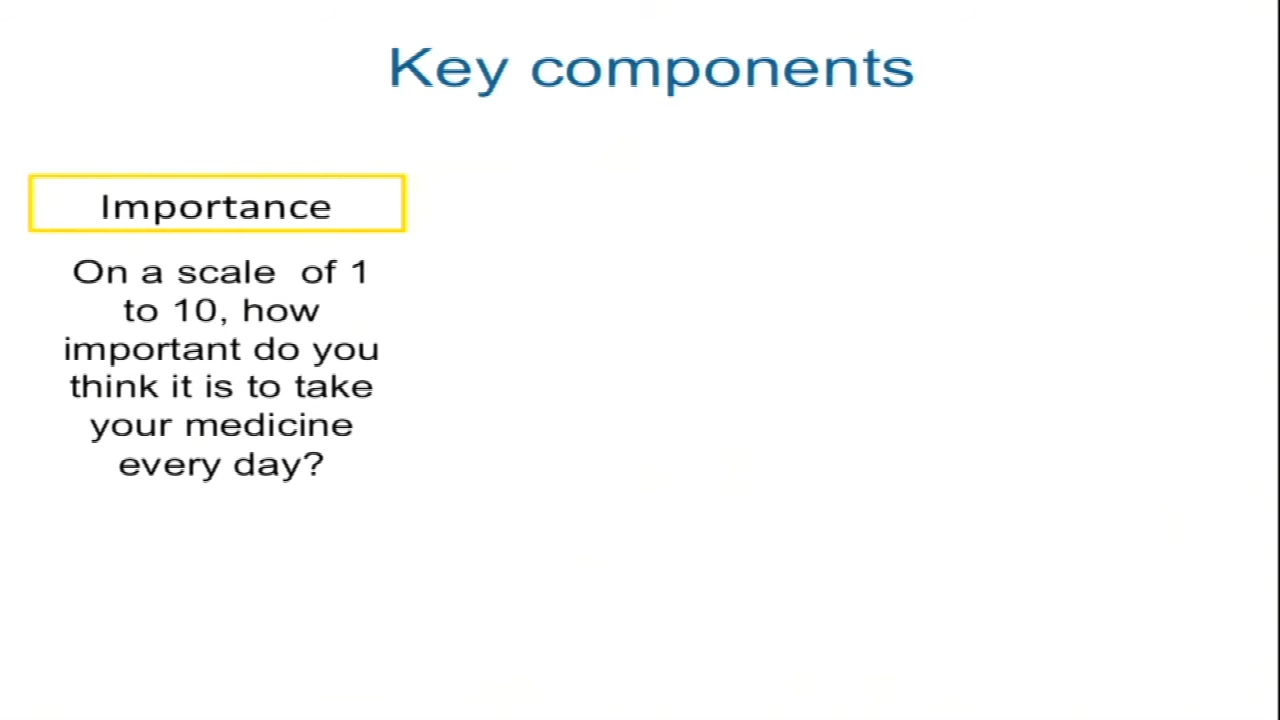 Key components
Importance
On a scale  of 1
to 10, how
important do you
think it is to take
your medicine
every day?